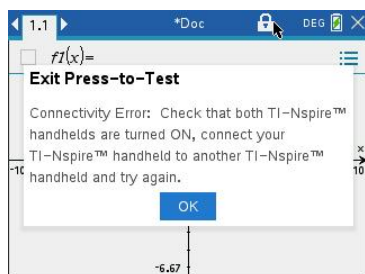 1.1 *Doc DEG
f1(x)=
Exit Press-to-Test
Connectivity Error: Check that both TI-Nspire™
handhelds are turned ON, connect your
TI-Nspire™ handheld to another TI-Nspire™
handheld and try again.
x
-10 10
OK
-6.67